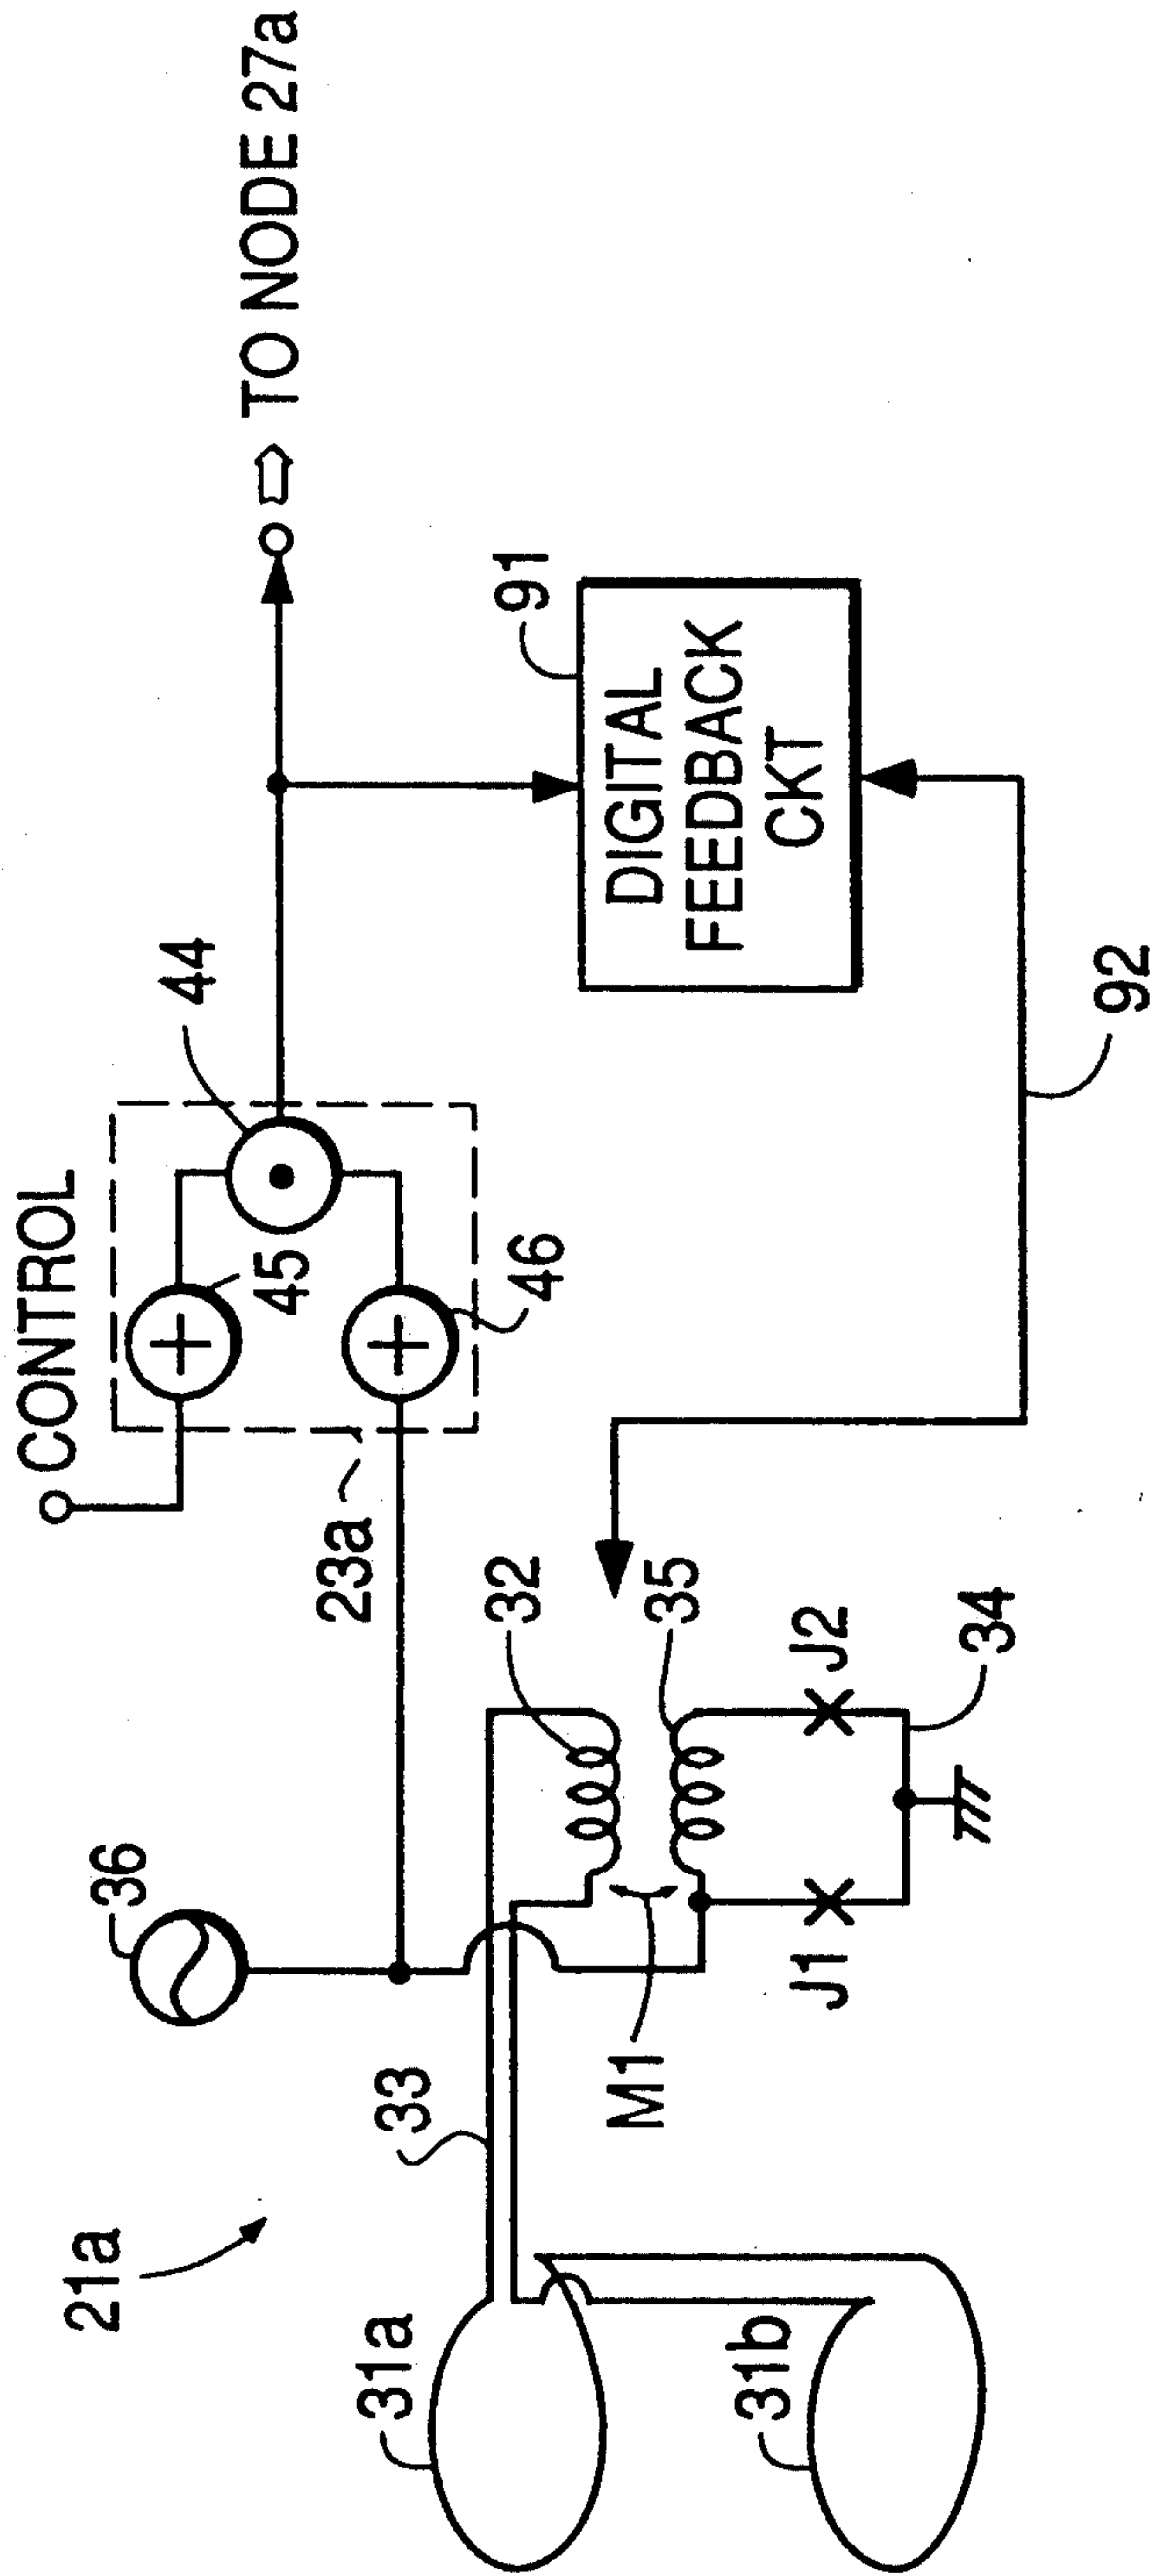 CONTROL
TO NODE 27a
44
45
46
23a
36
21a
33
31a
31b
32
35
M1
J1
J2
34
91
DIGITAL
FEEDBACK
CKT
92